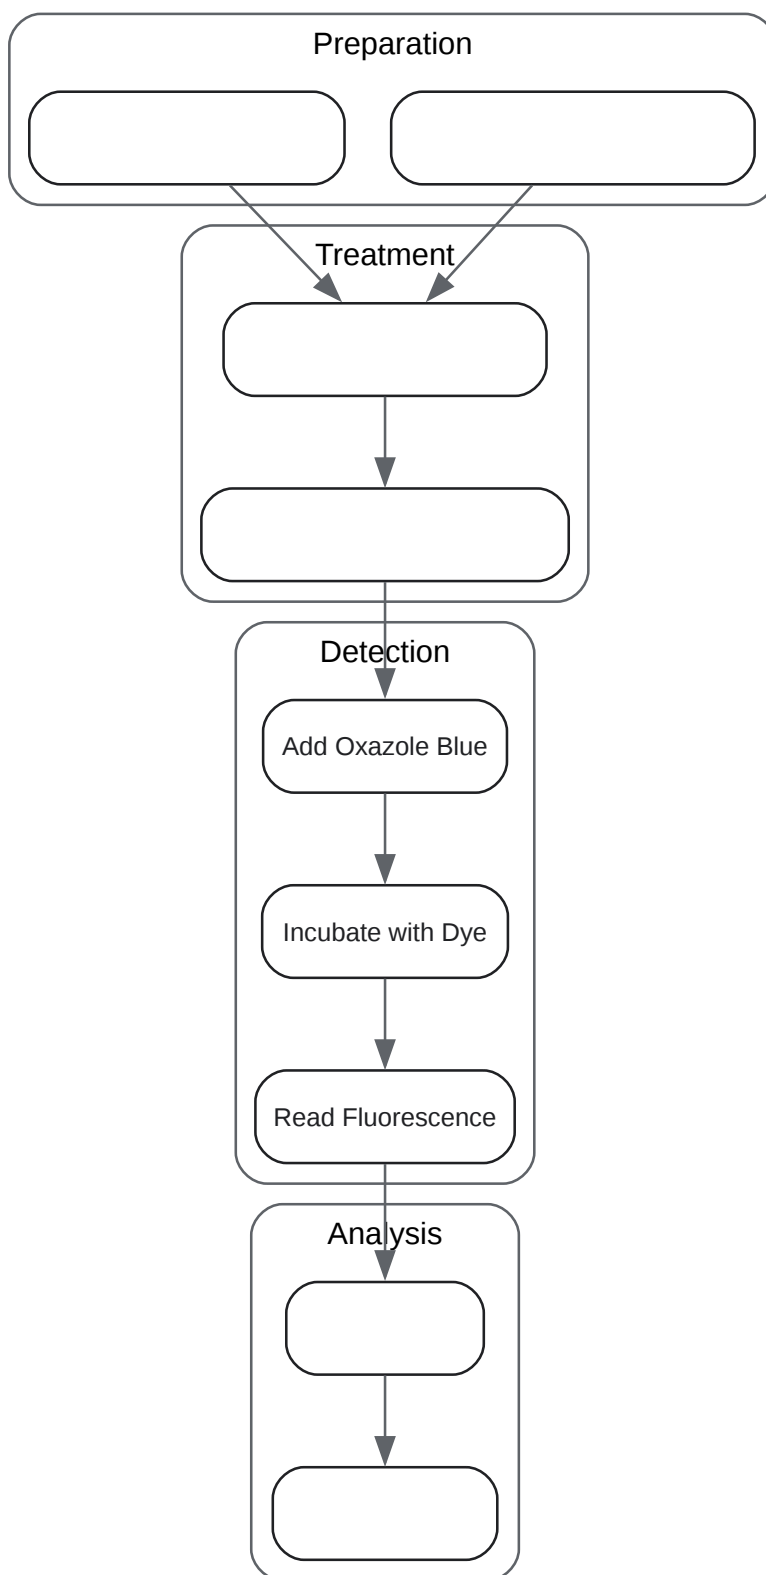 Preparation
Treatment
Detection
Add Oxazole Blue
Incubate with Dye
Read Fluorescence
Analysis